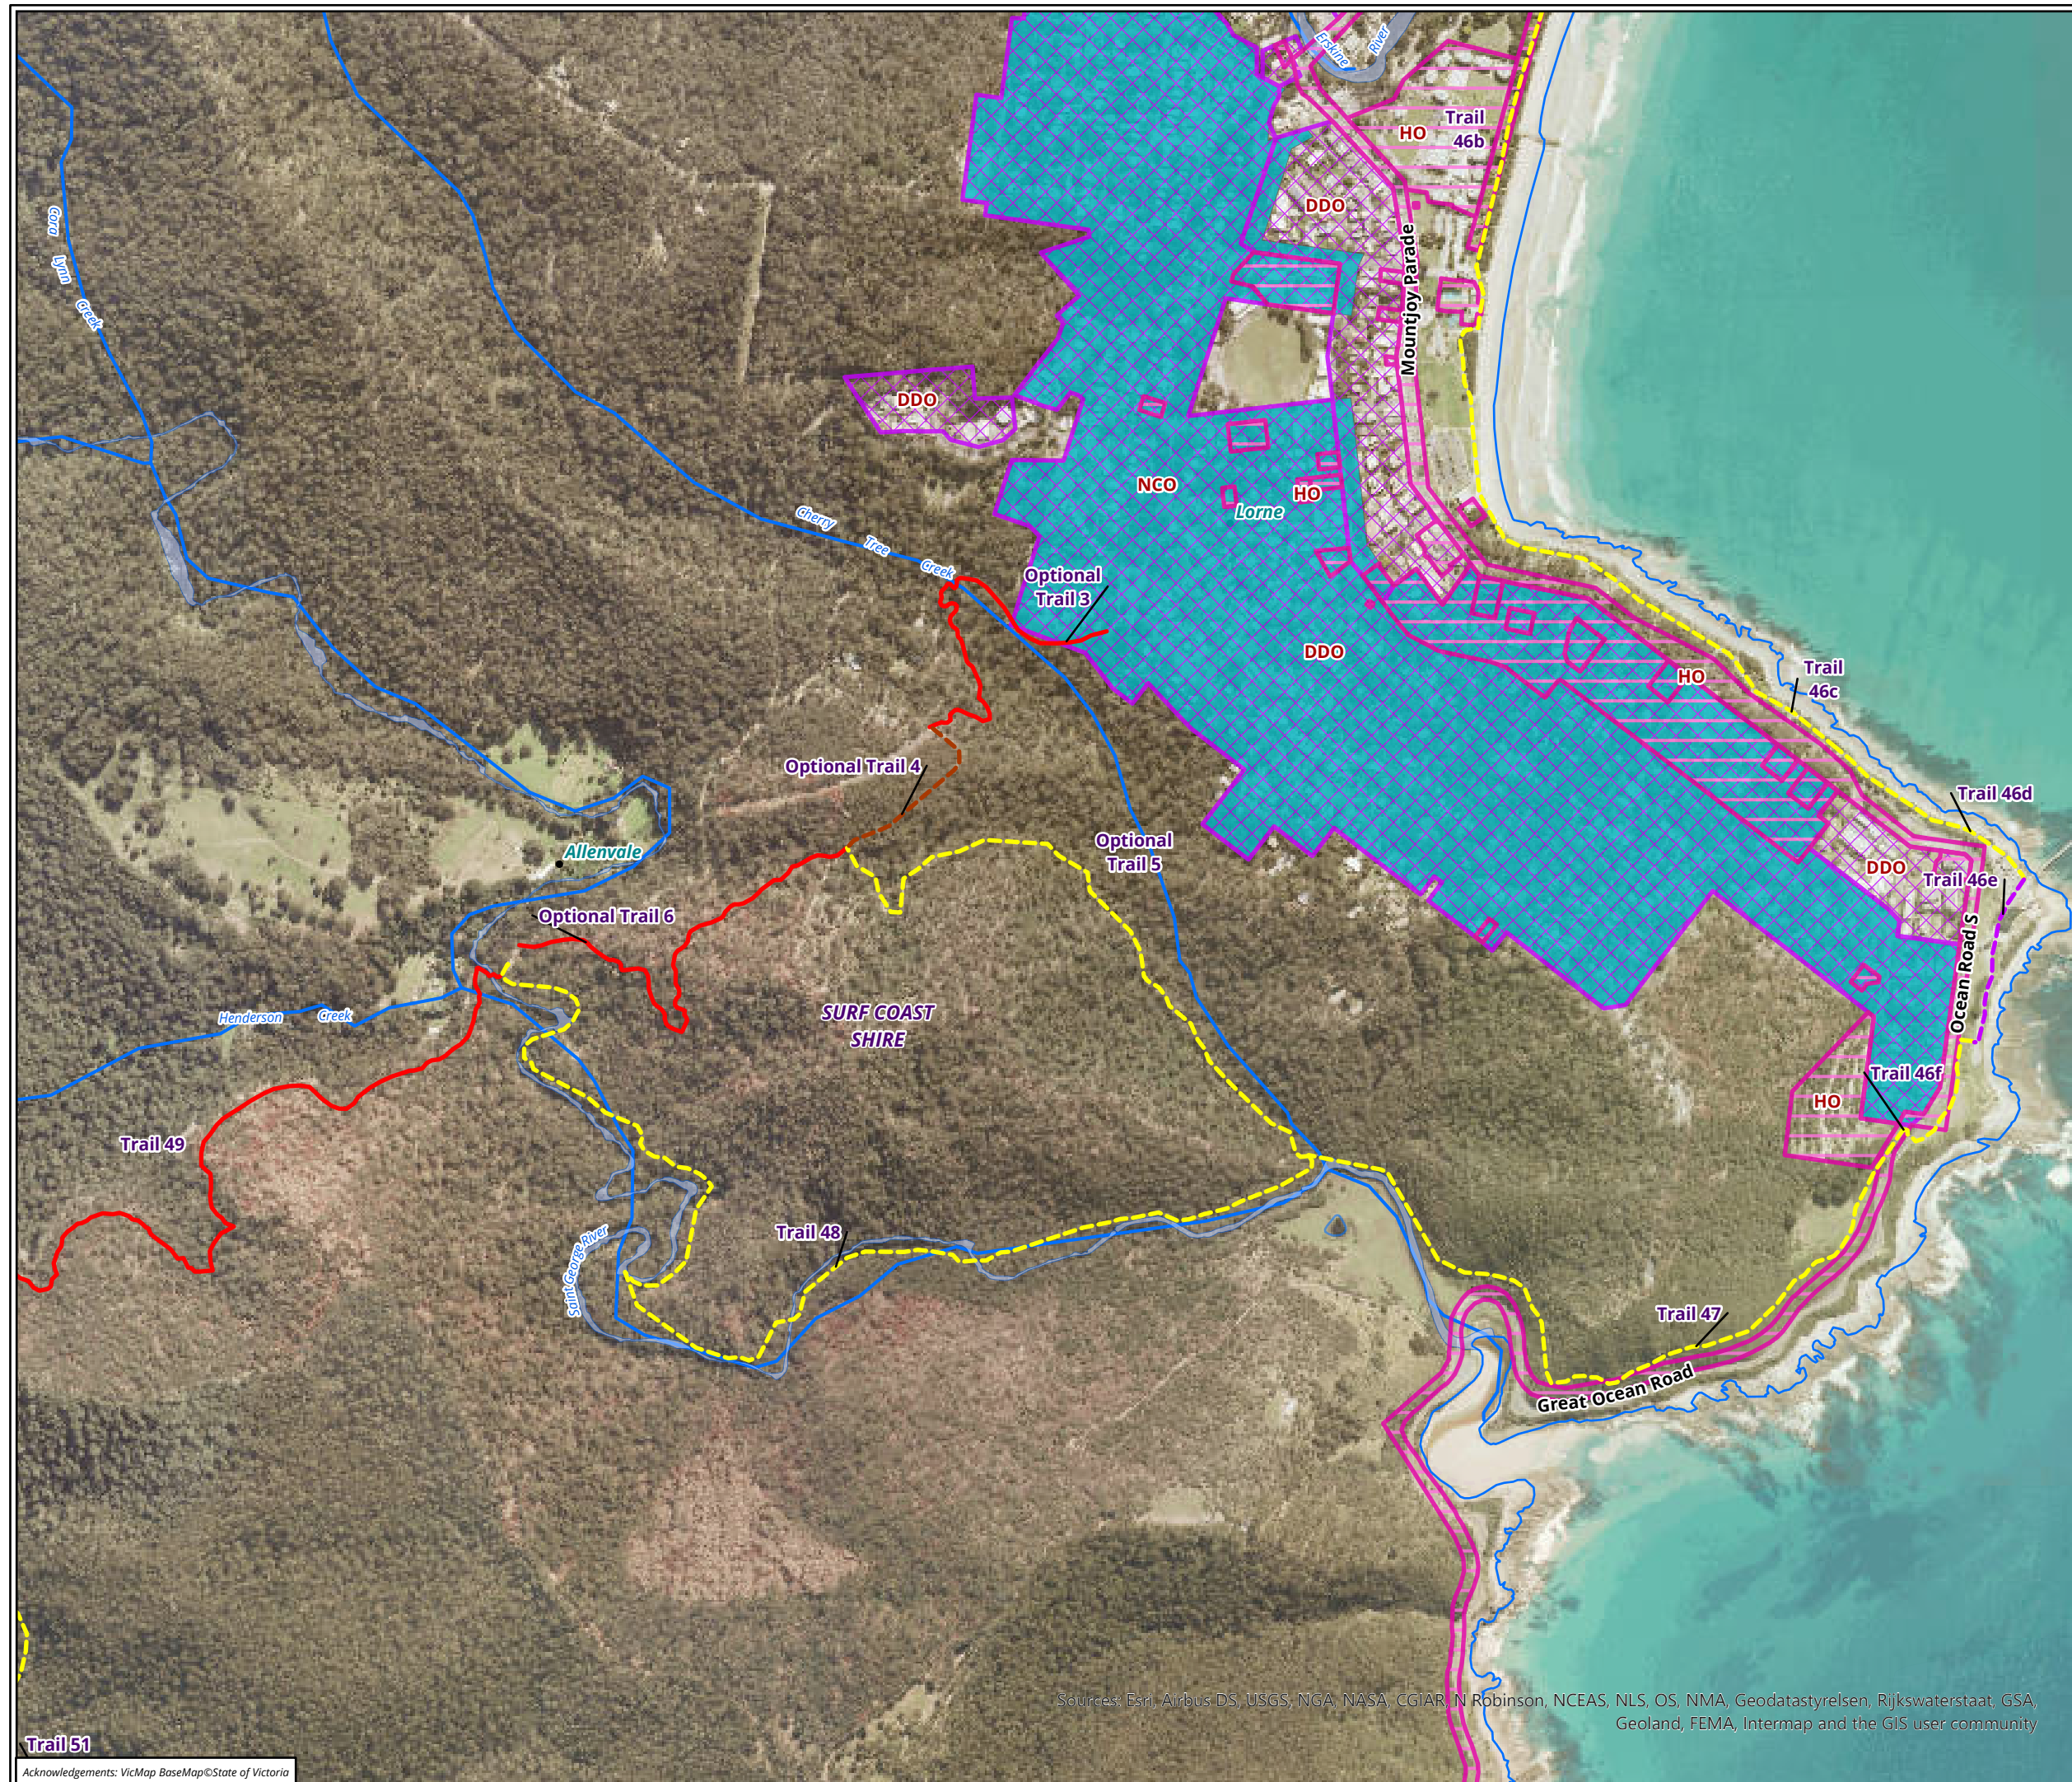 Erskine
River
HO
Trail
46b
DDO
Cora
Lynn
Creek
Mountjoy Parade
DDO
NCO
HO
Lorne
Cherry
Tree
Creek
Optional
Trail 3
DDO
HO
Trail
46c
Optional Trail 4
Trail 46d
Optional
Trail 5
Allenvale
DDO
Trail 46e
Optional Trail 6
Ocean Road S
Henderson
Creek
SURF COAST
SHIRE
Trail 46f
HO
Trail 49
Trail 48
Saint George River
Trail 47
Great Ocean Road
Sources: Esri, Airbus DS, USGS, NGA, NASA, CGIAR, N Robinson, NCEAS, NLS, OS, NMA, Geodatastyrelsen, Rijkswaterstaat, GSA,
Geoland, FEMA, Intermap and the GIS user community
Trail 51
Acknowledgements: VicMap BaseMap©State of Victoria